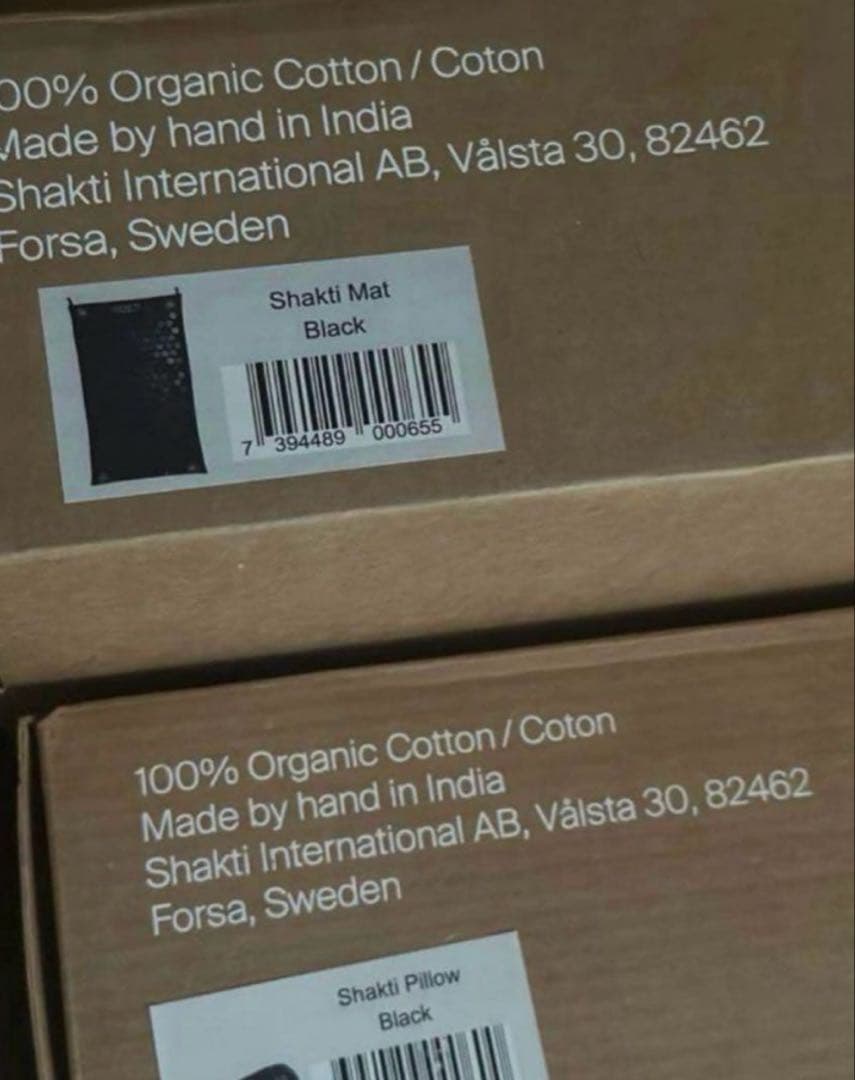 00% Organic Cotton / Coton
Made by hand in India
Shakti International AB, Vålsta 30, 82462
Forsa, Sweden
Shakti Mat
Black
7 394489 000655
100% Organic Cotton / Coton
Made by hand in India
Shakti International AB, Vålsta 30, 82462
Forsa, Sweden
Shakti Pillow
Black